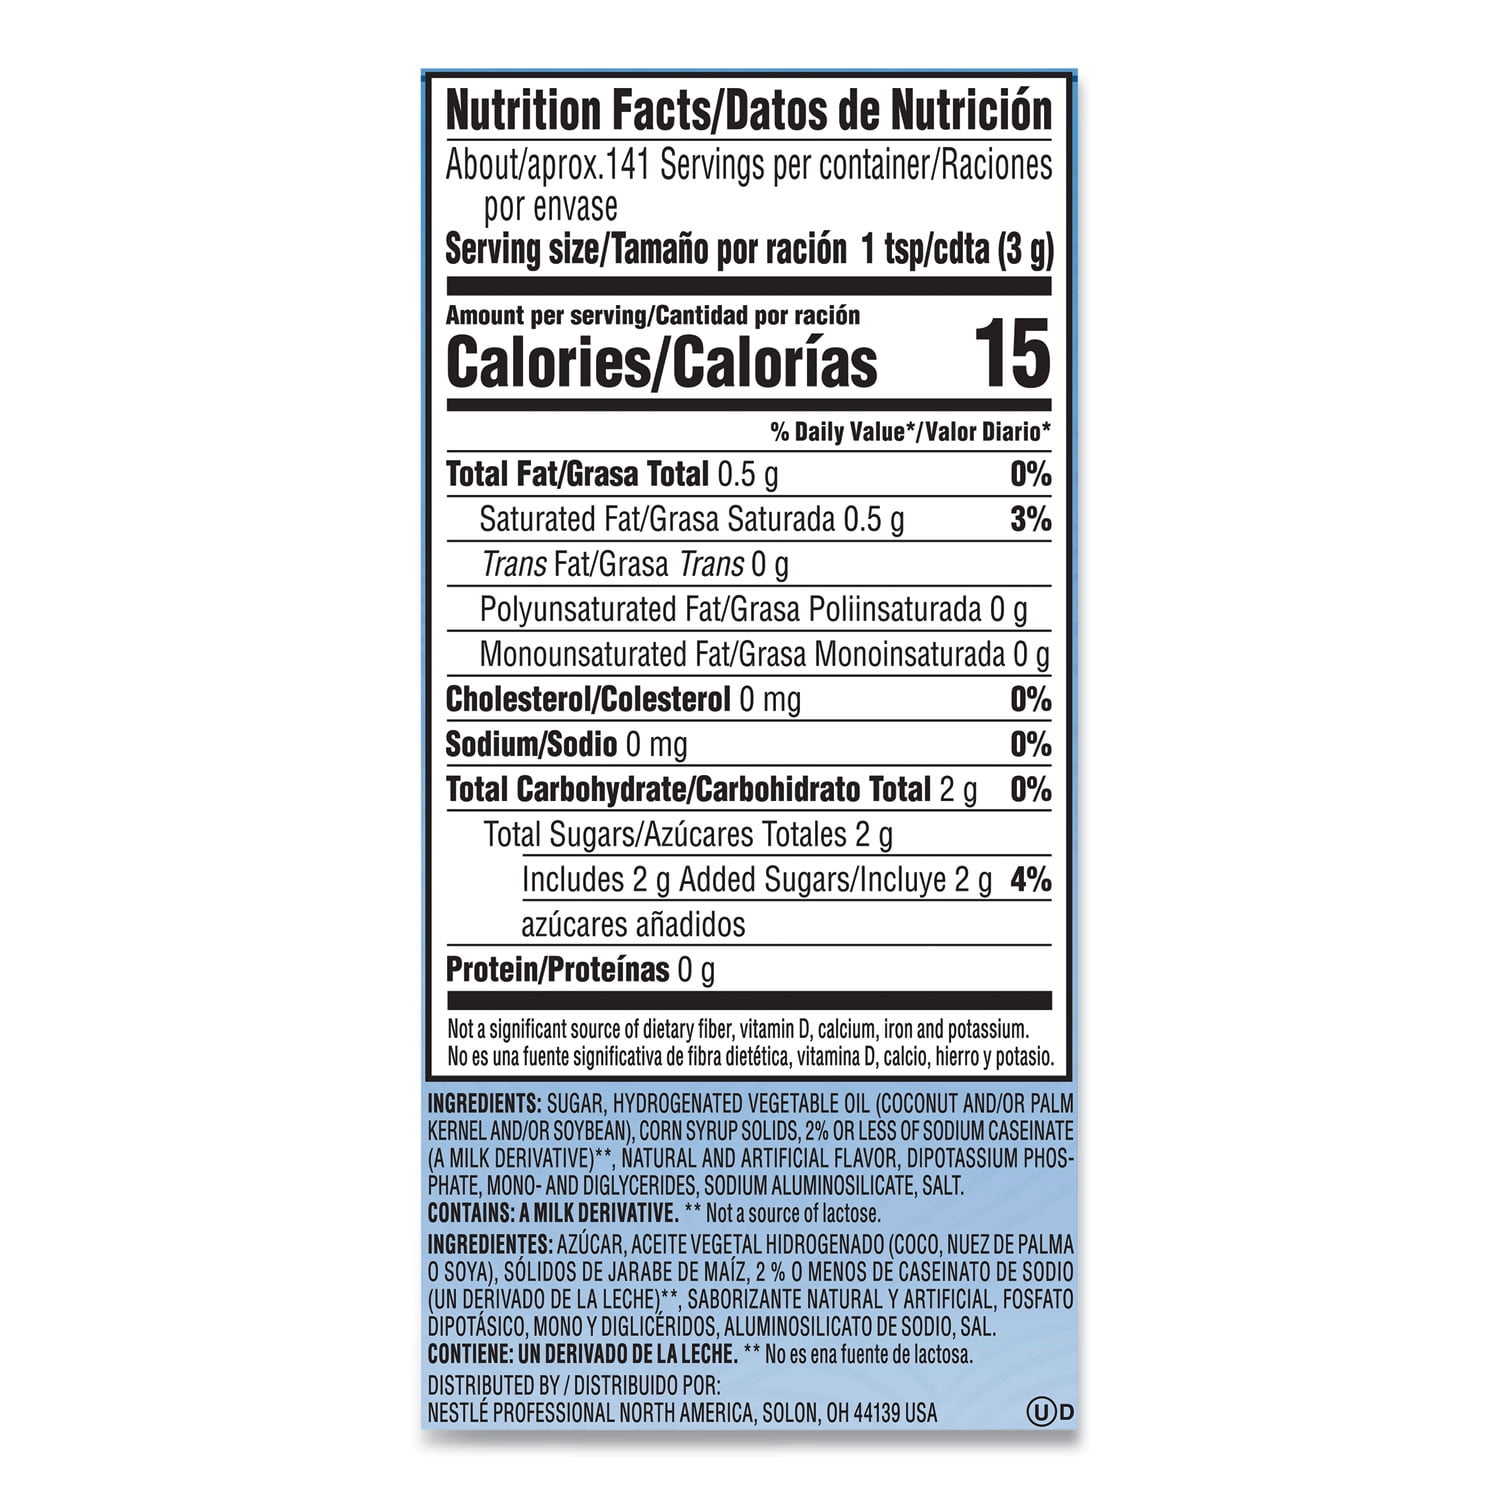 Nutrition Facts/Datos de Nutrición
About/aprox.141 Servings per container/Raciones
por envase
Serving size/Tamaño por ración 1 tsp/cdta (3 g)
Amount per serving/Cantidad por ración
Calories/Calorías 15
% Daily Value*/Valor Diario*
Total Fat/Grasa Total 0.5 g 0%
Saturated Fat/Grasa Saturada 0.5 g 3%
Trans Fat/Grasa Trans 0 g
Polyunsaturated Fat/Grasa Poliinsaturada 0 g
Monounsaturated Fat/Grasa Monoinsaturada 0 g
Cholesterol/Colesterol 0 mg 0%
Sodium/Sodio 0 mg 0%
Total Carbohydrate/Carbohidrato Total 2 g 0%
Total Sugars/Azúcares Totales 2 g
Includes 2 g Added Sugars/Incluye 2 g 4%
azúcares añadidos
Protein/Proteínas 0 g
Not a significant source of dietary fiber, vitamin D, calcium, iron and potassium.
No es una fuente significativa de fibra dietética, vitamina D, calcio, hierro y potasio.
INGREDIENTS: SUGAR, HYDROGENATED VEGETABLE OIL (COCONUT AND/OR PALM
KERNEL AND/OR SOYBEAN), CORN SYRUP SOLIDS, 2% OR LESS OF SODIUM CASEINATE
(A MILK DERIVATIVE)**, NATURAL AND ARTIFICIAL FLAVOR, DIPOTASSIUM PHOS-
PHATE, MONO- AND DIGLYCERIDES, SODIUM ALUMINOSILICATE, SALT.
CONTAINS: A MILK DERIVATIVE. ** Not a source of lactose.
INGREDIENTES: AZÚCAR, ACEITE VEGETAL HIDROGENADO (COCO, NUEZ DE PALMA
O SOYA), SÓLIDOS DE JARABE DE MAÍZ, 2 % O MENOS DE CASEINATO DE SODIO
(UN DERIVADO DE LA LECHE)**, SABORIZANTE NATURAL Y ARTIFICIAL, FOSFATO
DIPOTÁSICO, MONO Y DIGLICÉRIDOS, ALUMINOSILICATO DE SODIO, SAL.
CONTIENE: UN DERIVADO DE LA LECHE. ** No es ena fuente de lactosa.
DISTRIBUTED BY / DISTRIBUIDO POR:
NESTLÉ PROFESSIONAL NORTH AMERICA, SOLON, OH 44139 USA
U D